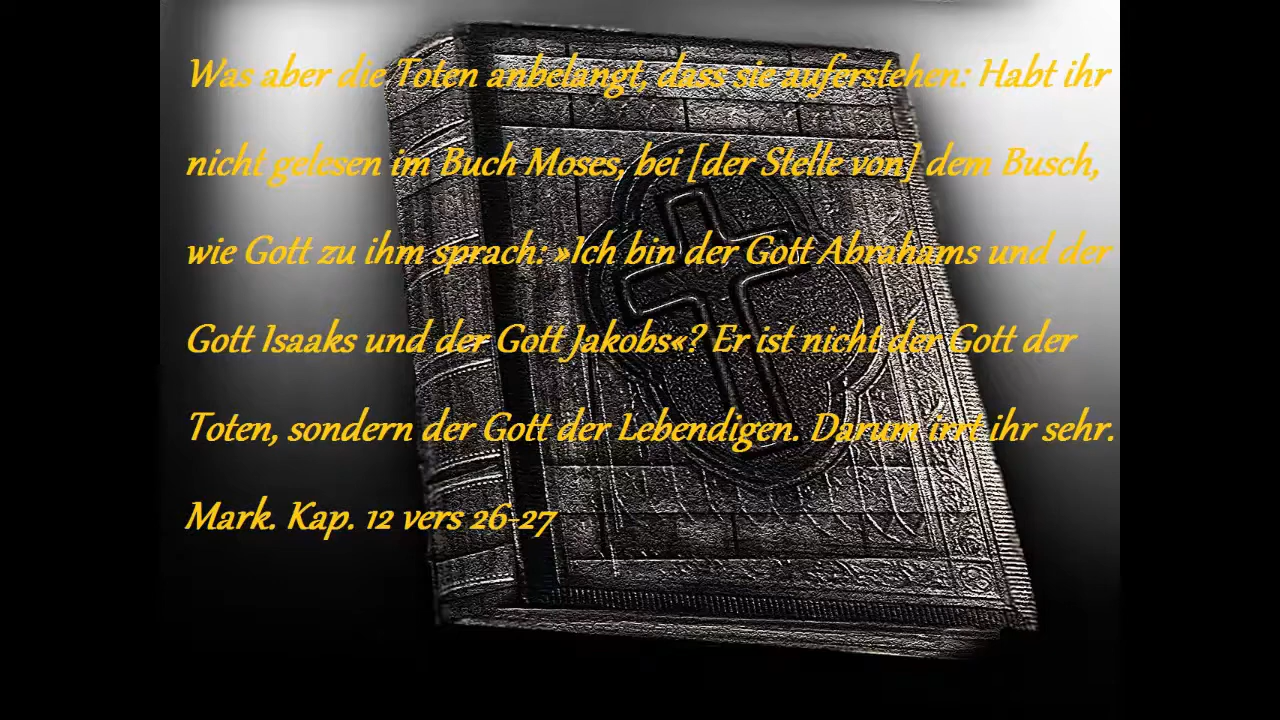 Was aber die Toten anbelangt, dass sie auferstehen: Habt ihr
nicht gelesen im Buch Moses, bei [der Stelle von] dem Busch,
wie Gott zu ihm sprach: »Ich bin der Gott Abrahams und der
Gott Isaaks und der Gott Jakobs«? Er ist nicht der Gott der
Toten, sondern der Gott der Lebendigen. Darum irrt ihr sehr.
Mark. Kap. 12 vers 26-27